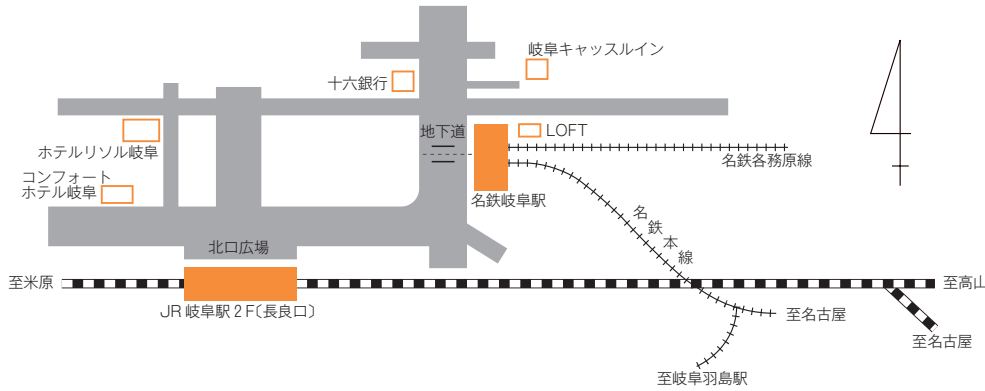 岐阜キャッスルイン
十六銀行
地下道
LOFT
ホテルリソル岐阜
名鉄各務原線
コンフォート
ホテル岐阜
名鉄岐阜駅
名鉄本線
北口広場
至米原
至高山
JR 岐阜駅 2 F〔長良口〕
至名古屋
至名古屋
至岐阜羽島駅